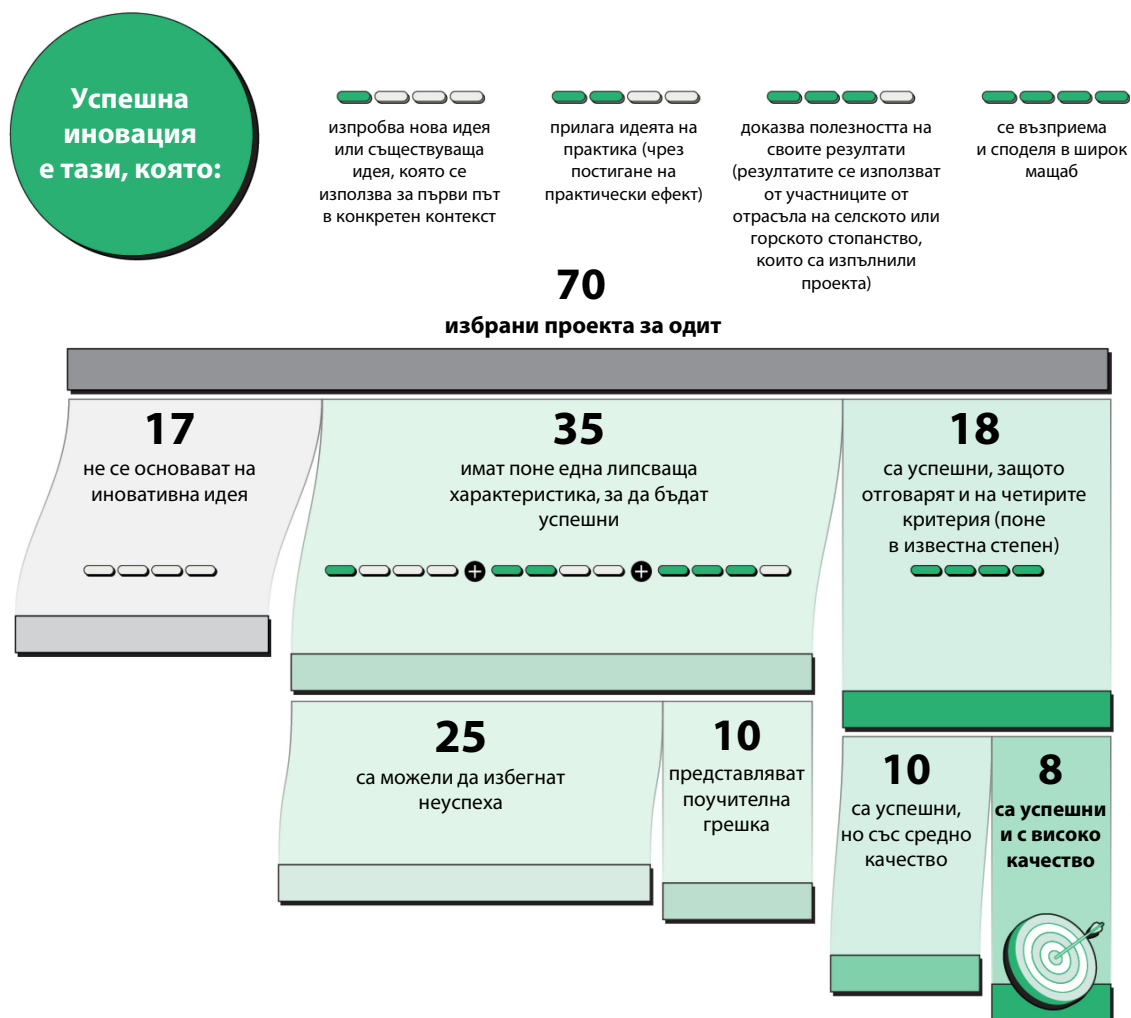 Успешна
иновация
е тази, която:
изпробва нова идея
или съществуваща
идея, която се
използва за първи път
в конкретен контекст
прилага идеята на
практика (чрез
постигане на
практически ефект)
доказва полезността на
своите резултати
(резултатите се използват
от участниците от
отрасъла на селското или
горското стопанство,
които са изпълнили
проекта)
се възприема
и споделя в широк
мащаб
70
избрани проекта за одит
17
не се основават на
иновативна идея
35
имат поне една липсваща
характеристика, за да бъдат
успешни
18
са успешни, защото
отговарят и на четирите
критерия (поне
в известна степен)
25
са можели да избегнат
неуспеха
10
представляват
поучителна
грешка
10
са успешни,
но със средно
качество
8
са успешни
и с високо
качество